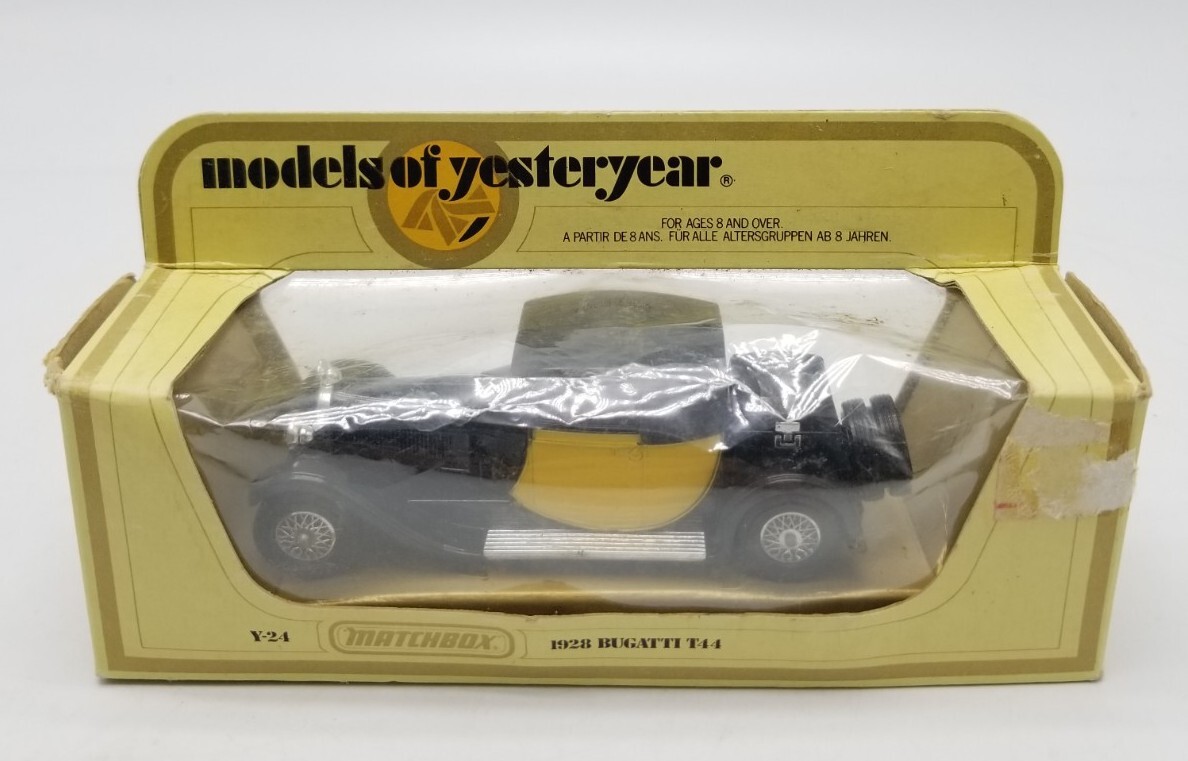 models of yesteryear®
FOR AGES 8 AND OVER.
A PARTIR DE 8 ANS. FÜR ALLE ALTERSGRUPPEN AB 8 JAHREN.
Y-24 MATCHBOX® 1928 BUGATTI T44